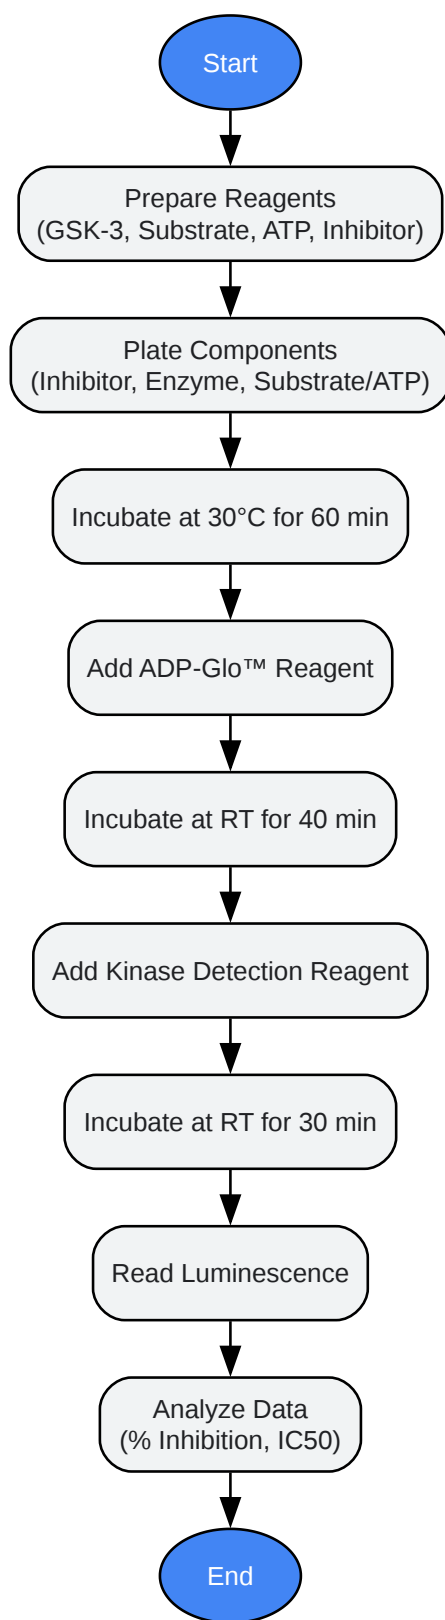 Start
Prepare Reagents
(GSK-3, Substrate, ATP, Inhibitor)
Plate Components
(Inhibitor, Enzyme, Substrate/ATP)
Incubate at 30°C for 60 min
Add ADP-Glo™ Reagent
Incubate at RT for 40 min
Add Kinase Detection Reagent
Incubate at RT for 30 min
Read Luminescence
Analyze Data
(% Inhibition, IC50)
End